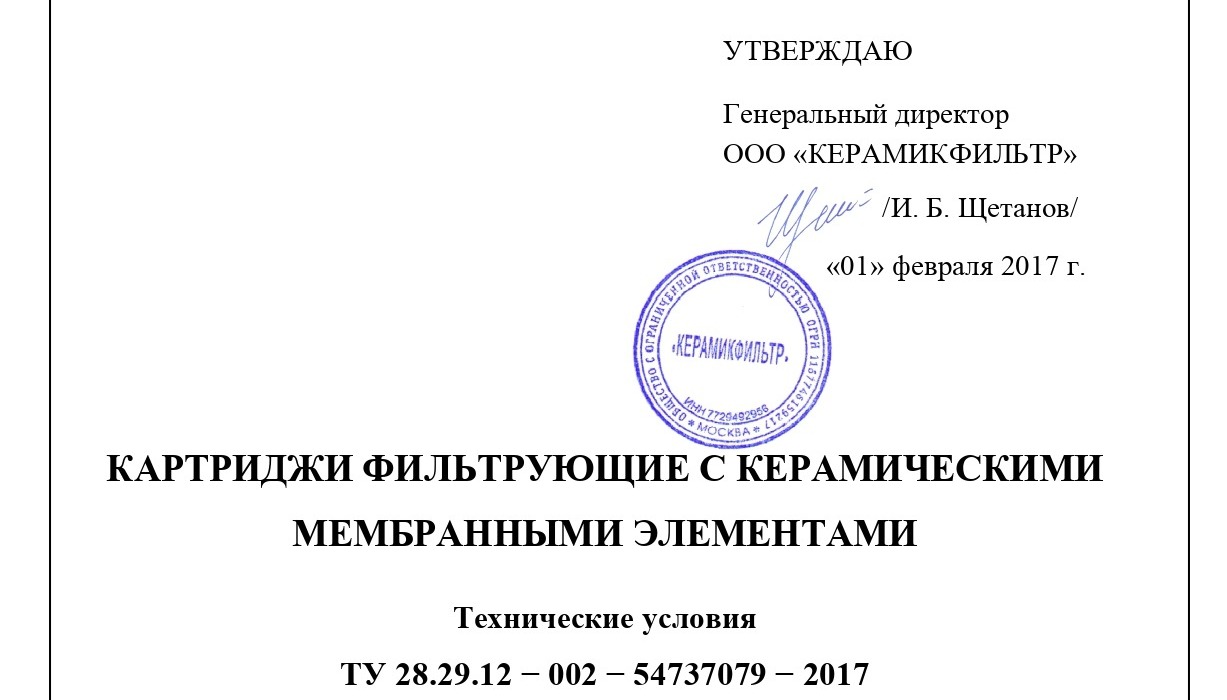 УТВЕРЖДАЮ
Генеральный директор
ООО «КЕРАМИКФИЛЬТР»
/И. Б. Щетанов/
«01» февраля 2017 г.
ОБЩЕСТВО С ОГРАНИЧЕННОЙ ОТВЕТСТВЕННОСТЬЮ ОГРН 1167746159217
«КЕРАМИКФИЛЬТР»
ИНН 7729492956
* МОСКВА *
КАРТРИДЖИ ФИЛЬТРУЮЩИЕ С КЕРАМИЧЕСКИМИ
МЕМБРАННЫМИ ЭЛЕМЕНТАМИ
Технические условия
ТУ 28.29.12 − 002 − 54737079 − 2017